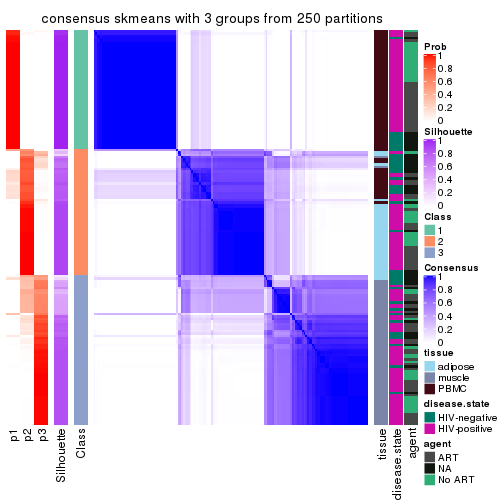 consensus skmeans with 3 groups from 250 partitions
Prob
1
0.8
0.6
0.4
0.2
0
Silhouette
1
0.8
0.6
0.4
0.2
0
Class
1
2
3
Consensus
1
0.8
0.6
0.4
0.2
0
tissue
adipose
muscle
PBMC
disease.state
HIV-negative
HIV-positive
agent
ART
NA
No ART
p1
p2
p3
Silhouette
Class
tissue
disease.state
agent